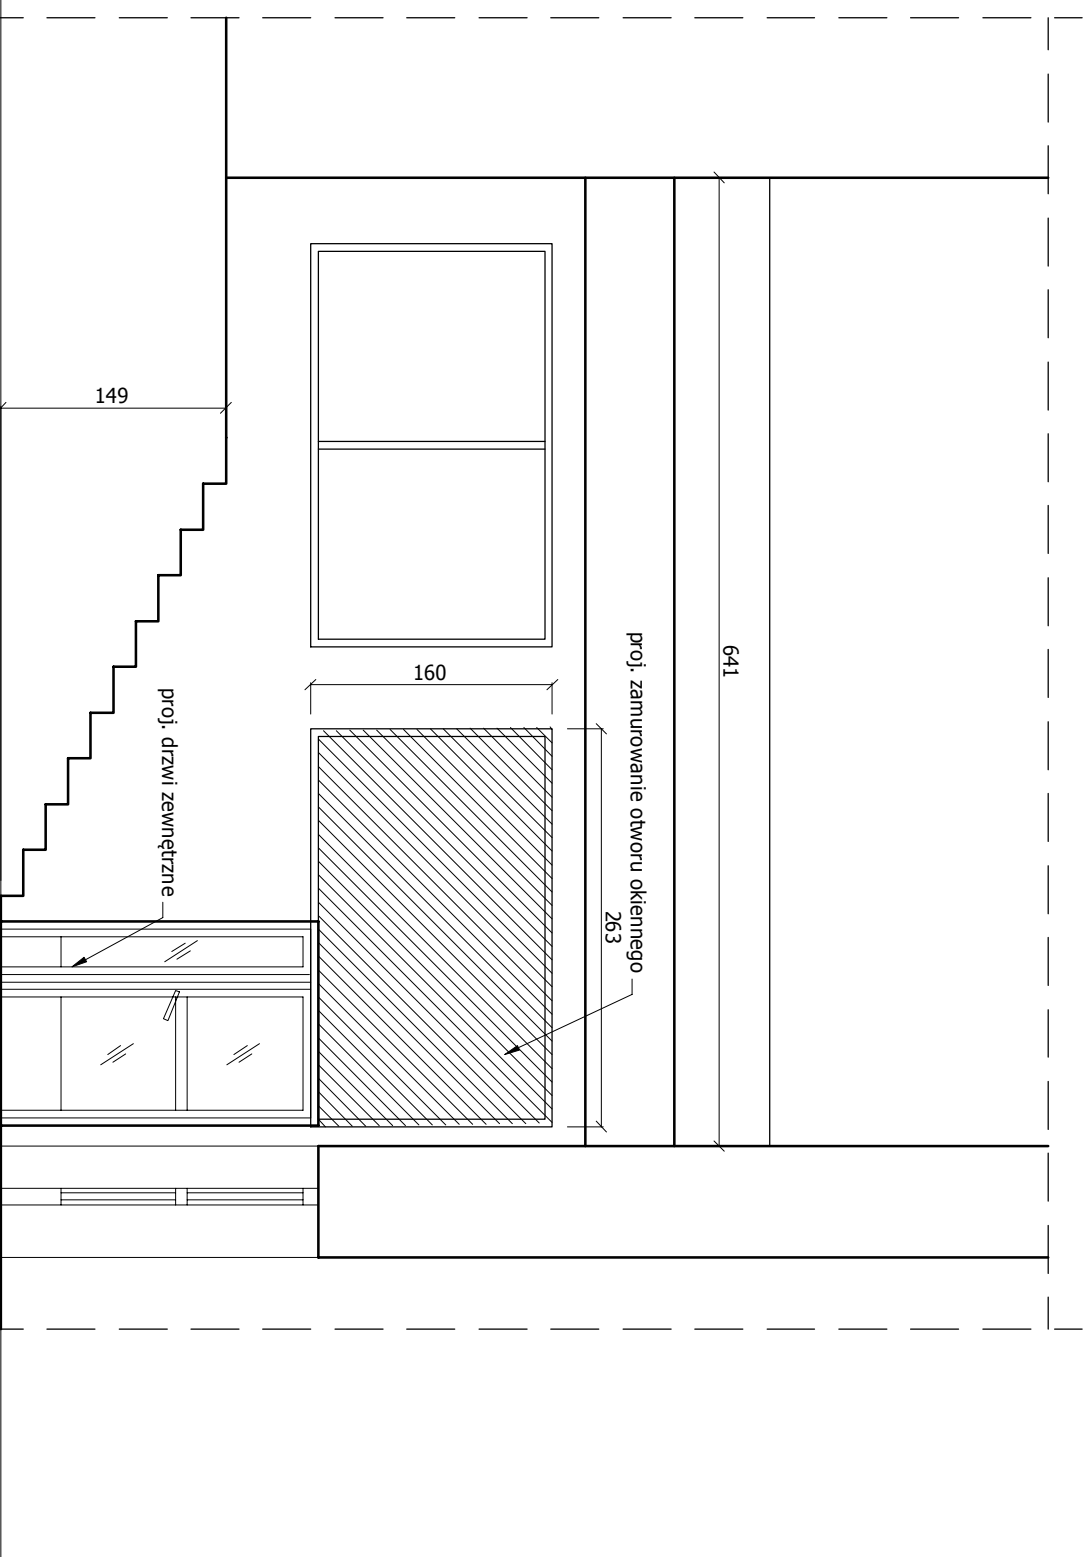 641
proj. zamurowanie otworu okiennego
263
160
149
proj. drzwi zewnętrzne